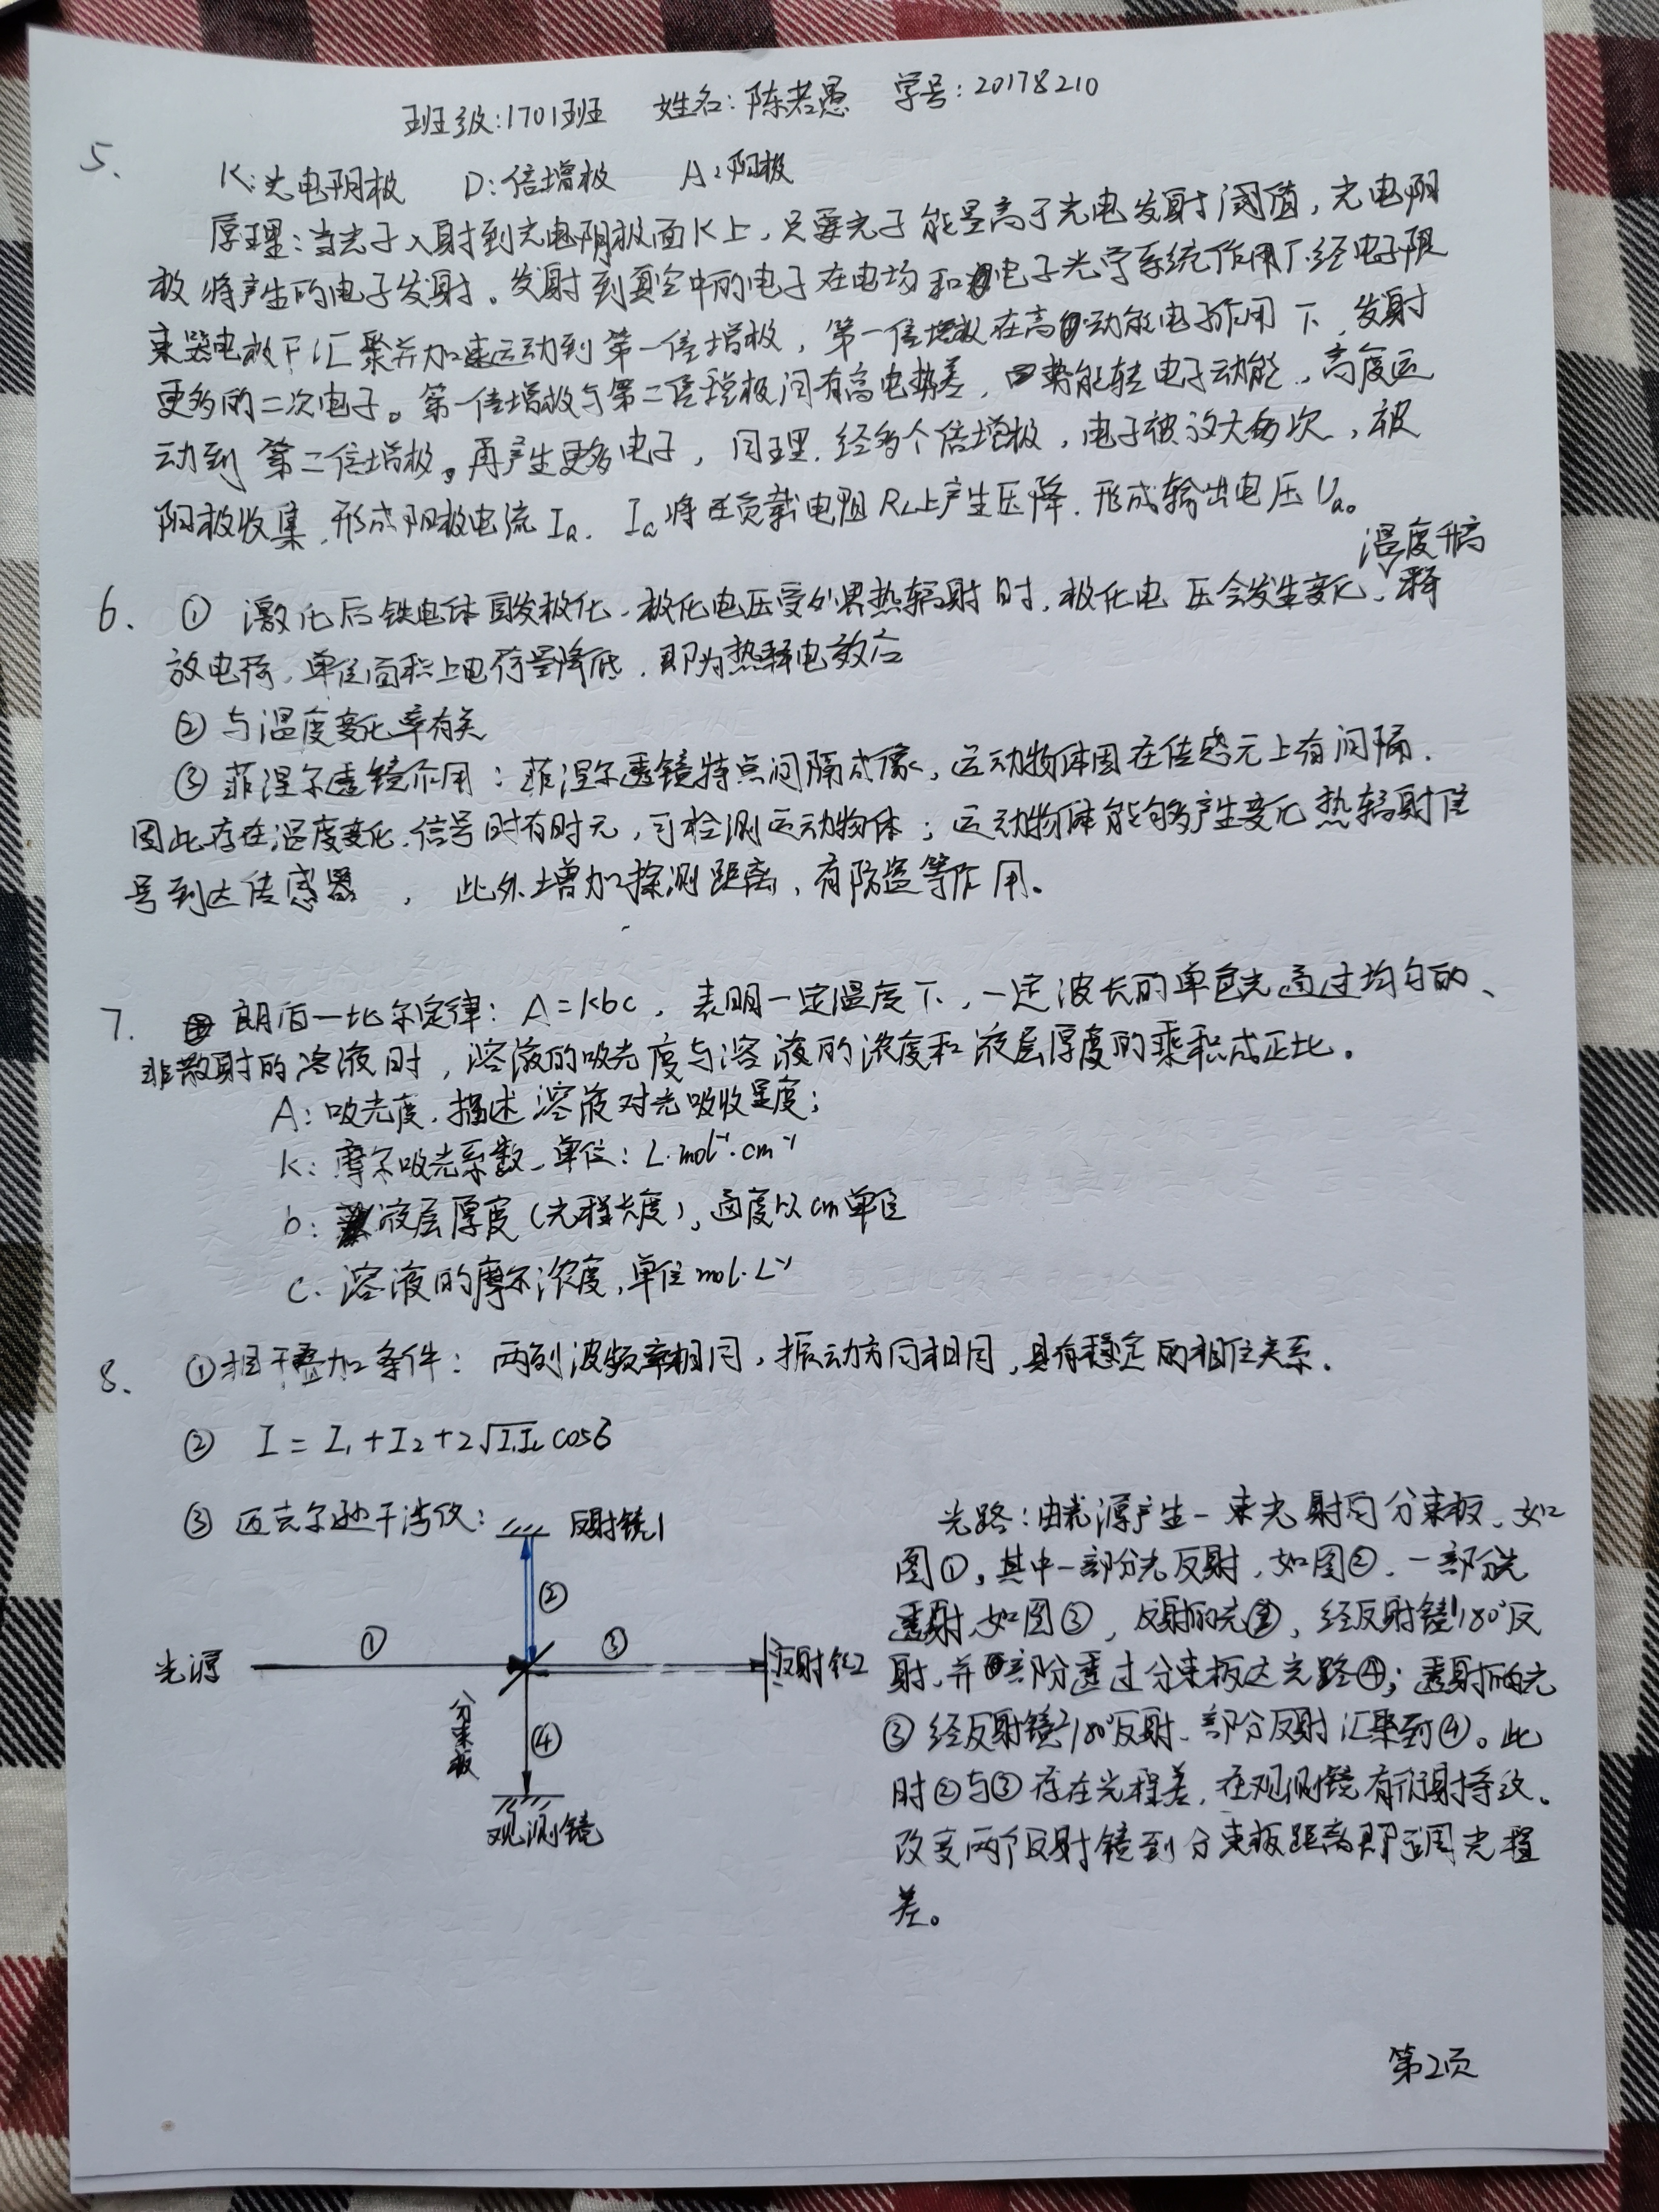 班级:1701班 姓名:陈若愚 学号:20178210
5、 K:光电阴极 D:倍增极 A:阳极
原理:当光子入射到光电阴极面K上,只要光子能量高于光电发射阈值,光电阴
极将产生的电子发射。发射到真空中的电子在电场和电子光学系统作用下,经电子限
束器电极F汇聚并加速运动到第一倍增极,第一倍增极在高动能电子作用下,发射
更多的二次电子。第一倍增极与第二倍增极间有高电势差,势能转电子动能,高度运
动到第二倍增极。再产生更多电子,同理.经多个倍增极,电子被放大多次,被
阳极收集,形成阳极电流Ia. Ia将在负载电阻RL上产生压降.形成输出电压Ua。
温度升高
6、 ① 激化后铁电体自发极化、极化电压受外界热辐射时,极化电压会发生变化,释
放电荷,单位面积上电荷量降低,即为热释电效应
② 与温度变化率有关
③ 菲涅尔透镜作用:菲涅尔透镜特点间隔成像,运动物体因在传感元上有间隔.
因此存在温度变化.信号时有时无,可检测运动物体;运动物体能够产生变化热辐射信
号到达传感器,此外增加探测距离,有防盗等作用。
7. 朗伯一比尔定律: A=Kbc,表明一定温度下,一定波长的单色光通过均匀的、
非散射的溶液时,溶液的吸光度与溶液的浓度和液层厚度的乘积成正比。
A:吸光度.描述溶液对光吸收程度;
K:摩尔吸光系数、单位:L·mol⁻¹·cm⁻¹
b:液层厚度(光程长度),通度以cm单位
C.溶液的摩尔浓度,单位mol·L⁻¹
8、 ①相干叠加条件: 两列波频率相同,振动方向相同,具有稳定的相位关系.
② I = I₁+I₂+2√I₁I₂ cosδ
③ 迈克尔逊干涉仪:
反射镜1
②
①
③
光源
反射镜2
分束板
④
观测镜
光路:由光源产生一束光射向分束板、如
图①,其中一部分光反射,如图②.一部分光
透射,如图③,反射的光②,经反射镜1 180°反
射,并部分透过分束板达光路④;透射的光
③经反射镜2 180°反射、部分反射汇聚到④。此
时②与③存在光程差,在观测镜有条纹。
改变两个反射镜到分束板距离即可调光程
差。
第2页